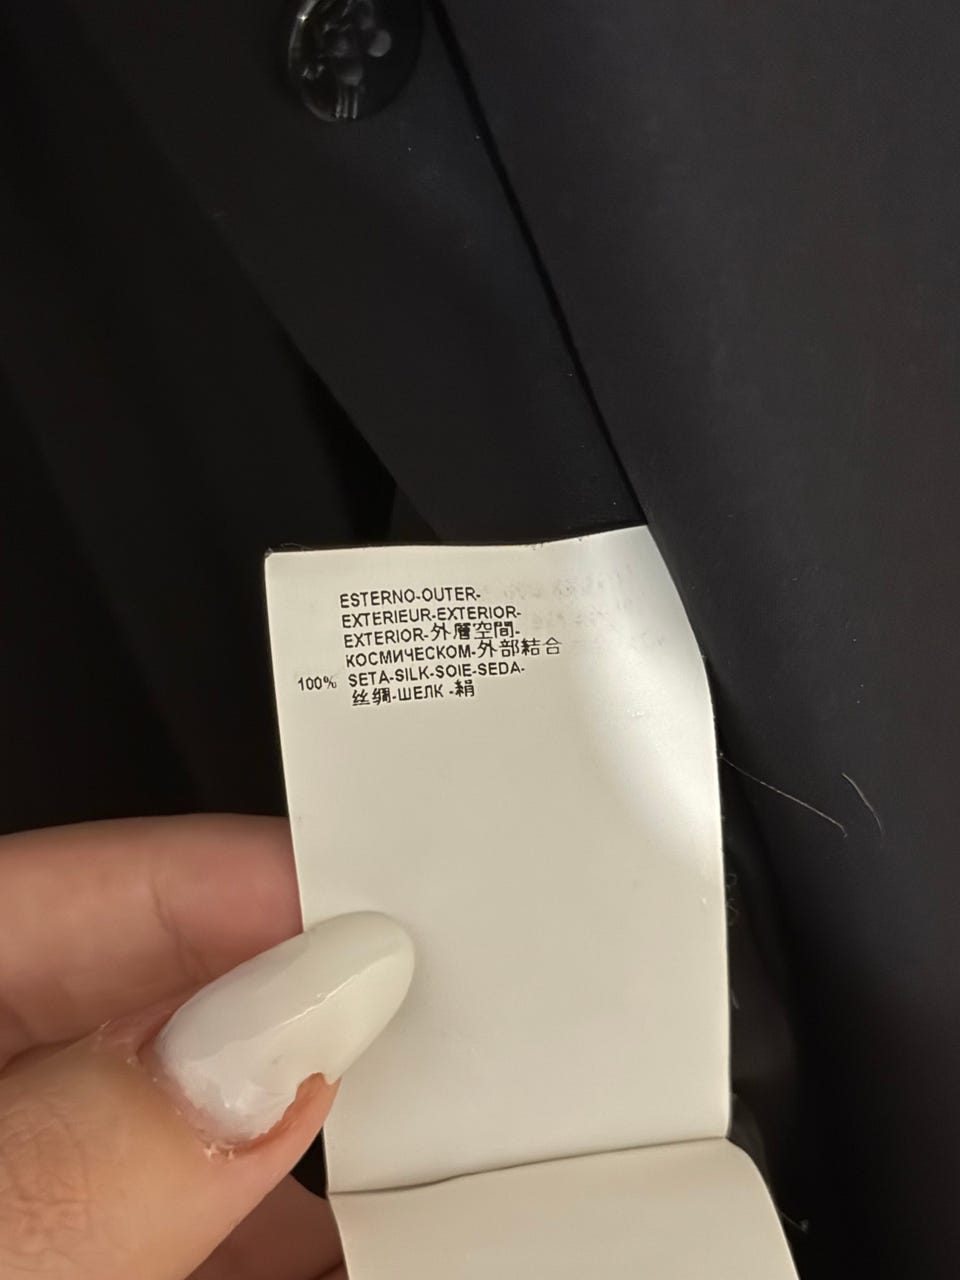 ESTERNO-OUTER-
EXTERIEUR-EXTERIOR-
EXTERIOR-外層空間-
КОСМИЧЕСКОМ-外部結合
100% SETA-SILK-SOIE-SEDA-
丝绸-ШЕЛК -絹